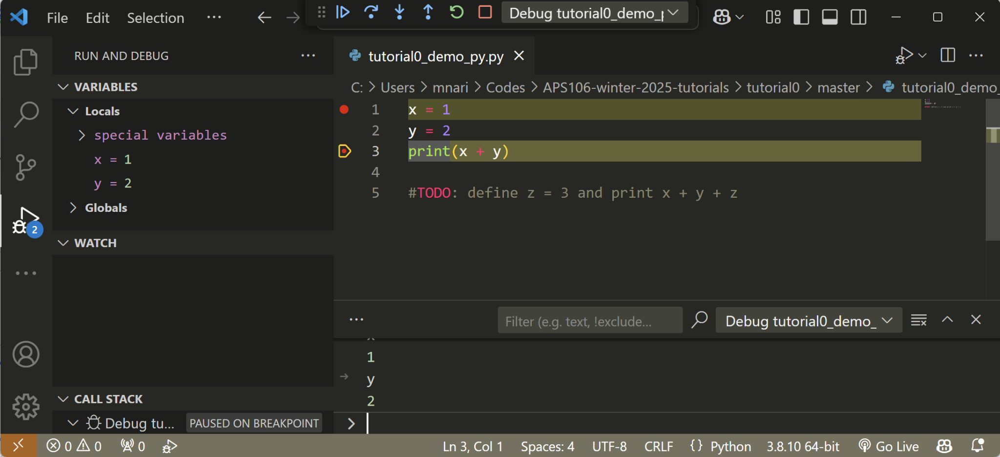 File Edit Selection ··· Debug tutorial0_demo_p
RUN AND DEBUG ···
VARIABLES
Locals
special variables
x = 1
y = 2
Globals
WATCH
CALL STACK
Debug tu... PAUSED ON BREAKPOINT
2
tutorial0_demo_py.py
C: > Users > mnari > Codes > APS106-winter-2025-tutorials > tutorial0 > master > tutorial0_demo_
1 x = 1
2 y = 2
3 print(x + y)
4
5 #TODO: define z = 3 and print x + y + z
··· Filter (e.g. text, !exclude... Debug tutorial0_demo_
1
y
2
>
0 0 0 Ln 3, Col 1 Spaces: 4 UTF-8 CRLF {} Python 3.8.10 64-bit Go Live